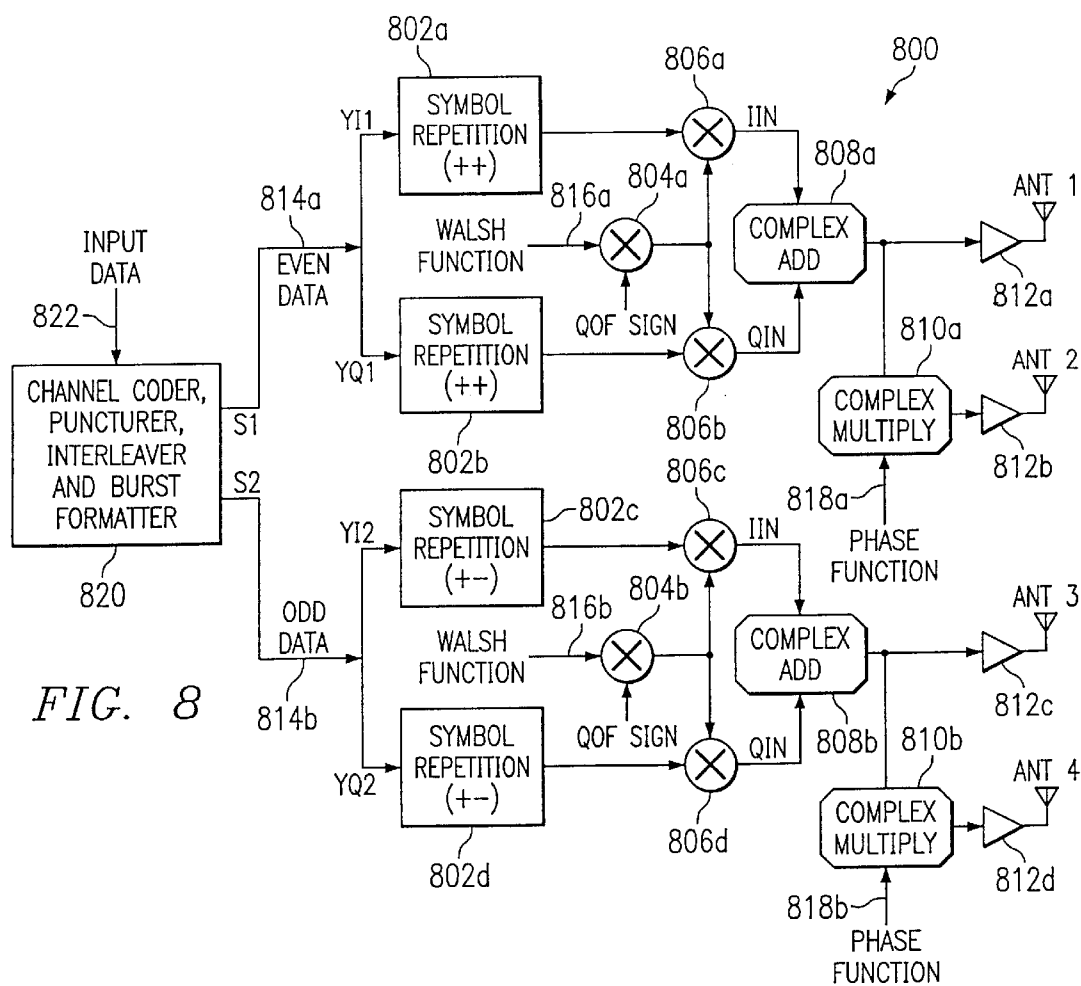 802a
806a
800
SYMBOL
REPETITION
(++)
YI1
IIN
808a
814a
816a
804a
ANT 1
INPUT
DATA
WALSH
FUNCTION
COMPLEX
ADD
EVEN
DATA
822
QOF SIGN
812a
810a
SYMBOL
REPETITION
(++)
YQ1
QIN
ANT 2
CHANNEL CODER,
PUNCTURER,
INTERLEAVER
AND BURST
FORMATTER
S1
S2
COMPLEX
MULTIPLY
802b
806b
812b
806c
802c
818a
YI2
SYMBOL
REPETITION
(+-)
IIN
PHASE
FUNCTION
820
804b
ANT 3
ODD
DATA
816b
WALSH
FUNCTION
COMPLEX
ADD
FIG. 8
814b
QOF SIGN
812c
808b
810b
SYMBOL
REPETITION
(+-)
YQ2
QIN
ANT 4
COMPLEX
MULTIPLY
806d
802d
812d
818b
PHASE
FUNCTION